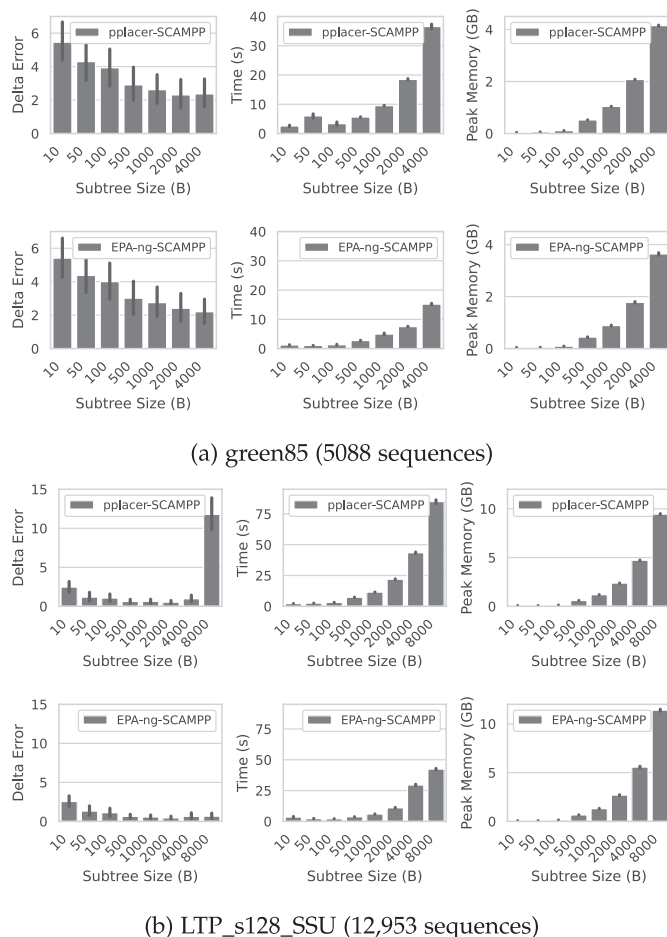 pplacer-SCAMPP
Delta Error
6
4
2
0
10 50 100 500 1000 2000 4000
Subtree Size (B)
pplacer-SCAMPP
Time (s)
40
30
20
10
0
10 50 100 500 1000 2000 4000
Subtree Size (B)
pplacer-SCAMPP
Peak Memory (GB)
4
2
0
10 50 100 500 1000 2000 4000
Subtree Size (B)
EPA-ng-SCAMPP
Delta Error
6
4
2
0
10 50 100 500 1000 2000 4000
Subtree Size (B)
EPA-ng-SCAMPP
Time (s)
40
30
20
10
0
10 50 100 500 1000 2000 4000
Subtree Size (B)
EPA-ng-SCAMPP
Peak Memory (GB)
4
2
0
10 50 100 500 1000 2000 4000
Subtree Size (B)
(a) green85 (5088 sequences)
pplacer-SCAMPP
Delta Error
15
10
5
0
10 50 100 500 1000 2000 4000 8000
Subtree Size (B)
pplacer-SCAMPP
Time (s)
75
50
25
0
10 50 100 500 1000 2000 4000 8000
Subtree Size (B)
pplacer-SCAMPP
Peak Memory (GB)
10
5
0
10 50 100 500 1000 2000 4000 8000
Subtree Size (B)
EPA-ng-SCAMPP
Delta Error
15
10
5
0
10 50 100 500 1000 2000 4000 8000
Subtree Size (B)
EPA-ng-SCAMPP
Time (s)
75
50
25
0
10 50 100 500 1000 2000 4000 8000
Subtree Size (B)
EPA-ng-SCAMPP
Peak Memory (GB)
10
5
0
10 50 100 500 1000 2000 4000 8000
Subtree Size (B)
(b) LTP_s128_SSU (12,953 sequences)